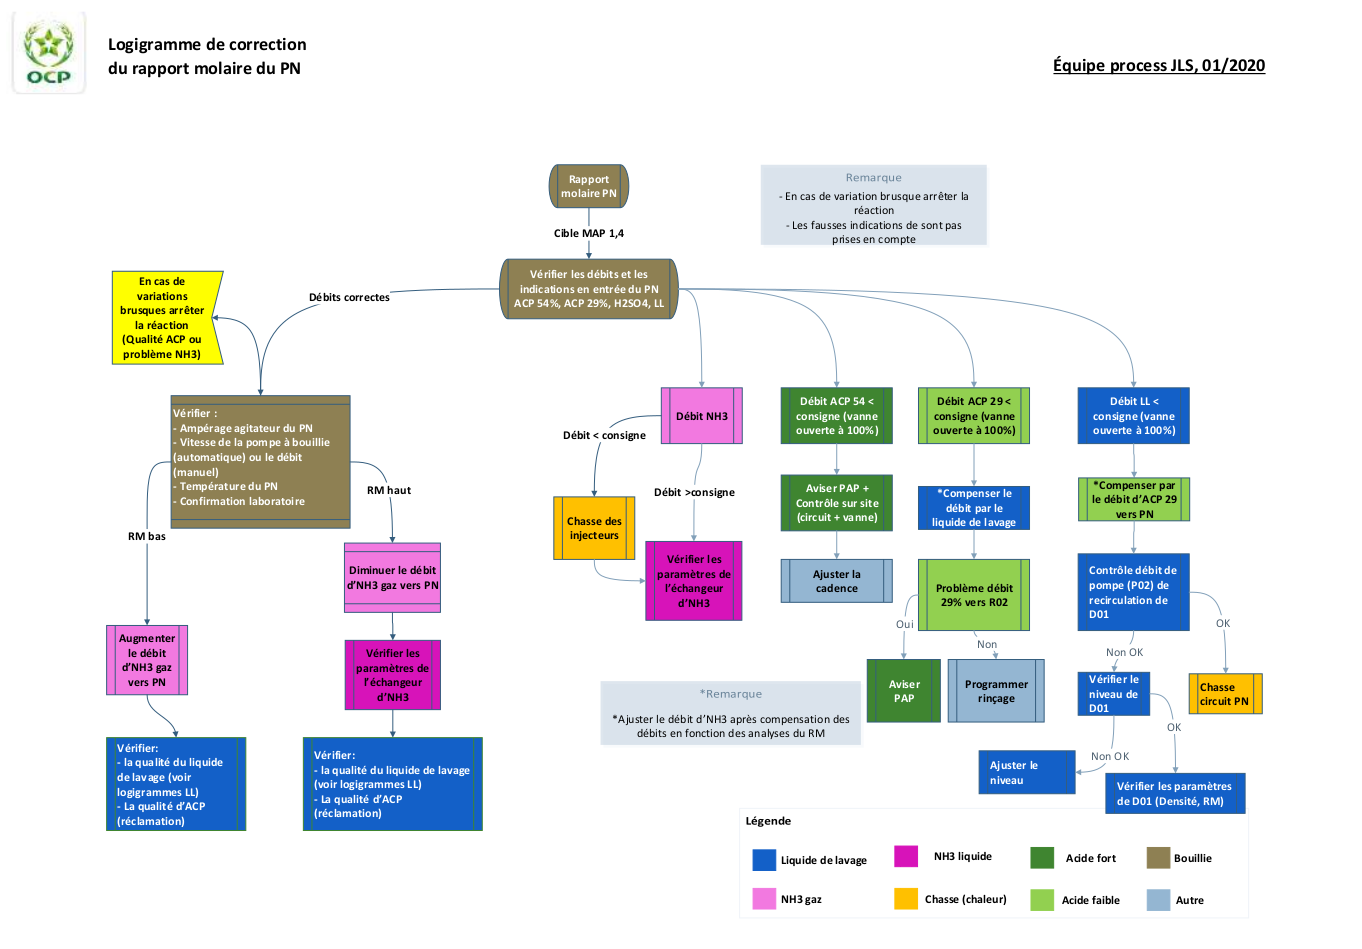 OCP
Logigramme de correction
du rapport molaire du PN
Équipe process JLS, 01/2020
Rapport
molaire PN
Cible MAP 1,4
Remarque
- En cas de variation brusque arrêter la
réaction
- Les fausses indications de sont pas
prises en compte
Vérifier les débits et les
indications en entrée du PN
ACP 54%, ACP 29%, H2SO4, LL
Débits correctes
En cas de
variations
brusques arrêter
la réaction
(Qualité ACP ou
problème NH3)
Vérifier :
- Ampérage agitateur du PN
- Vitesse de la pompe à bouillie
(automatique) ou le débit
(manuel)
- Température du PN
- Confirmation laboratoire
RM bas
RM haut
Augmenter
le débit
d'NH3 gaz
vers PN
Vérifier:
- la qualité du liquide
de lavage (voir
logigrammes LL)
- La qualité d'ACP
(réclamation)
Diminuer le débit
d'NH3 gaz vers PN
Vérifier les
paramètres de
l'échangeur
d'NH3
Vérifier:
- la qualité du liquide de lavage
(voir logigrammes LL)
- La qualité d'ACP
(réclamation)
Débit NH3
Débit < consigne
Débit >consigne
Chasse des
injecteurs
Vérifier les
paramètres de
l'échangeur
d'NH3
Débit ACP 54 <
consigne (vanne
ouverte à 100%)
Aviser PAP +
Contrôle sur site
(circuit + vanne)
Ajuster la
cadence
Débit ACP 29 <
consigne (vanne
ouverte à 100%)
*Compenser le
débit par le
liquide de lavage
Problème débit
29% vers R02
Oui
Non
Aviser
PAP
Programmer
rinçage
Débit LL <
consigne (vanne
ouverte à 100%)
*Compenser par
le débit d'ACP 29
vers PN
Contrôle débit de
pompe (P02) de
recirculation de
D01
OK
Non OK
Vérifier le
niveau de
D01
Chasse
circuit PN
OK
Non OK
Ajuster le
niveau
Vérifier les paramètres
de D01 (Densité, RM)
*Remarque
*Ajuster le débit d'NH3 après compensation des
débits en fonction des analyses du RM
Légende
Liquide de lavage
NH3 liquide
Acide fort
Bouillie
NH3 gaz
Chasse (chaleur)
Acide faible
Autre